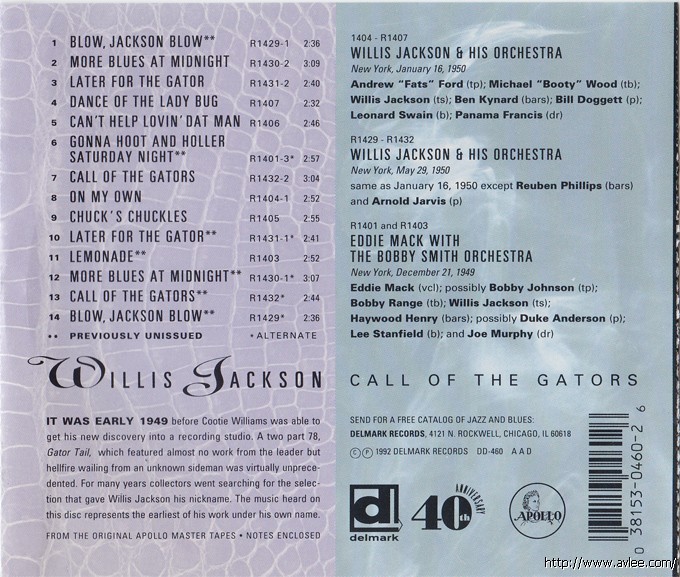 1 BLOW, JACKSON BLOW** R1429-1 2:36
2 MORE BLUES AT MIDNIGHT R1430-2 3:09
3 LATER FOR THE GATOR R1431-2 2:40
4 DANCE OF THE LADY BUG R1407 2:32
5 CAN'T HELP LOVIN' DAT MAN R1406 2:46
6 GONNA HOOT AND HOLLER
SATURDAY NIGHT** R1401-3* 2:57
7 CALL OF THE GATORS R1432-2 3:04
8 ON MY OWN R1404-1 2:52
9 CHUCK'S CHUCKLES R1405 2:55
10 LATER FOR THE GATOR** R1431-1* 2:41
11 LEMONADE** R1403 2:52
12 MORE BLUES AT MIDNIGHT** R1430-1* 3:07
13 CALL OF THE GATORS** R1432* 2:44
14 BLOW, JACKSON BLOW** R1429* 2:36
** PREVIOUSLY UNISSUED *ALTERNATE
WILLIS JACKSON
IT WAS EARLY 1949 before Cootie Williams was able to
get his new discovery into a recording studio. A two part 78,
Gator Tail, which featured almost no work from the leader but
hellfire wailing from an unknown sideman was virtually unprece-
dented. For many years collectors went searching for the selec-
tion that gave Willis Jackson his nickname. The music heard on
this disc represents the earliest of his work under his own name.
FROM THE ORIGINAL APOLLO MASTER TAPES • NOTES ENCLOSED
1404 - R1407
WILLIS JACKSON & HIS ORCHESTRA
New York, January 16, 1950
Andrew "Fats" Ford (tp); Michael "Booty" Wood (tb);
Willis Jackson (ts); Ben Kynard (bars); Bill Doggett (p);
Leonard Swain (b); Panama Francis (dr)
R1429 - R1432
WILLIS JACKSON & HIS ORCHESTRA
New York, May 29, 1950
same as January 16, 1950 except Reuben Phillips (bars)
and Arnold Jarvis (p)
R1401 and R1403
EDDIE MACK WITH
THE BOBBY SMITH ORCHESTRA
New York, December 21, 1949
Eddie Mack (vcl); possibly Bobby Johnson (tp);
Bobby Range (tb); Willis Jackson (ts);
Haywood Henry (bars); possibly Duke Anderson (p);
Lee Stanfield (b); and Joe Murphy (dr)
CALL OF THE GATORS
SEND FOR A FREE CATALOG OF JAZZ AND BLUES:
DELMARK RECORDS, 4121 N. ROCKWELL, CHICAGO, IL 60618
Ⓒ Ⓟ 1992 DELMARK RECORDS DD-460 A A D
d
delmark
40th ANNIVERSARY
APOLLO
0 38153-0460-2 6
http://www.avlee.com/